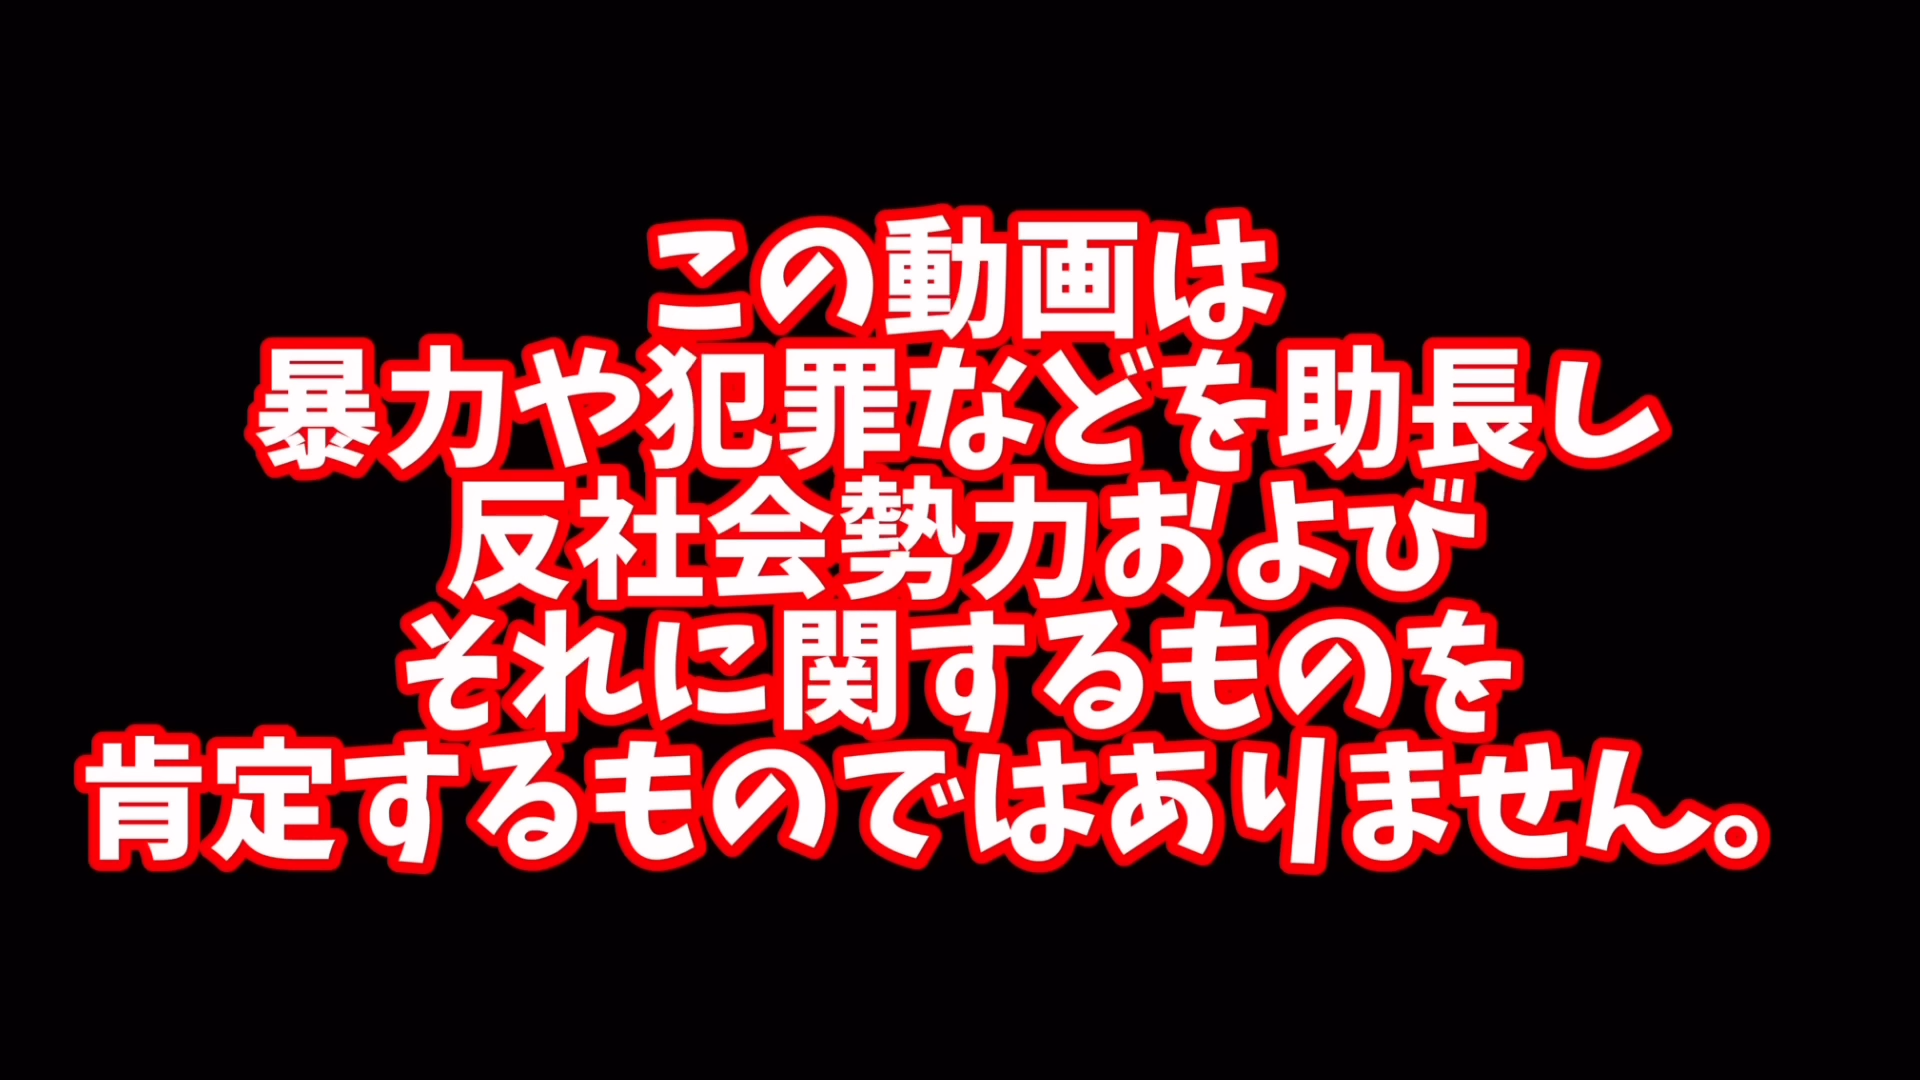 この動画は
暴力や犯罪などを助長し
反社会勢力および
それに関するものを
肯定するものではありません。